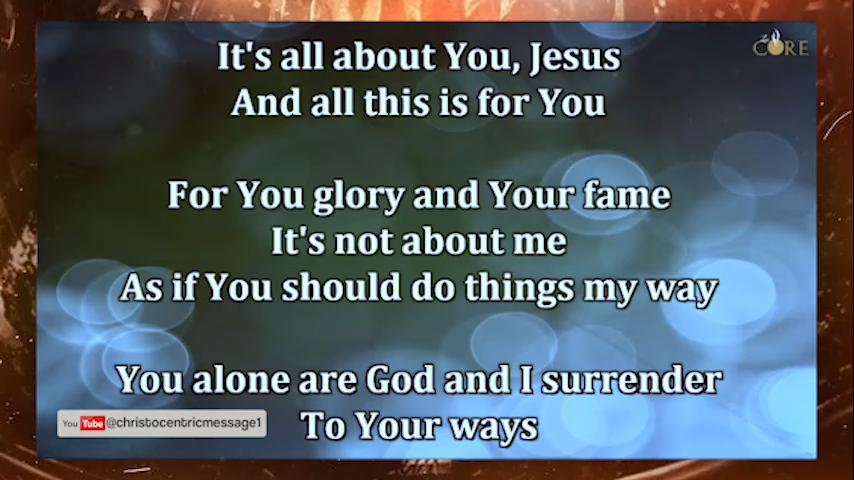 It's all about You, Jesus
And all this is for You
For You glory and Your fame
It's not about me
As if You should do things my way
You alone are God and I surrender
To Your ways
The CORE
You Tube @christocentricmessage1